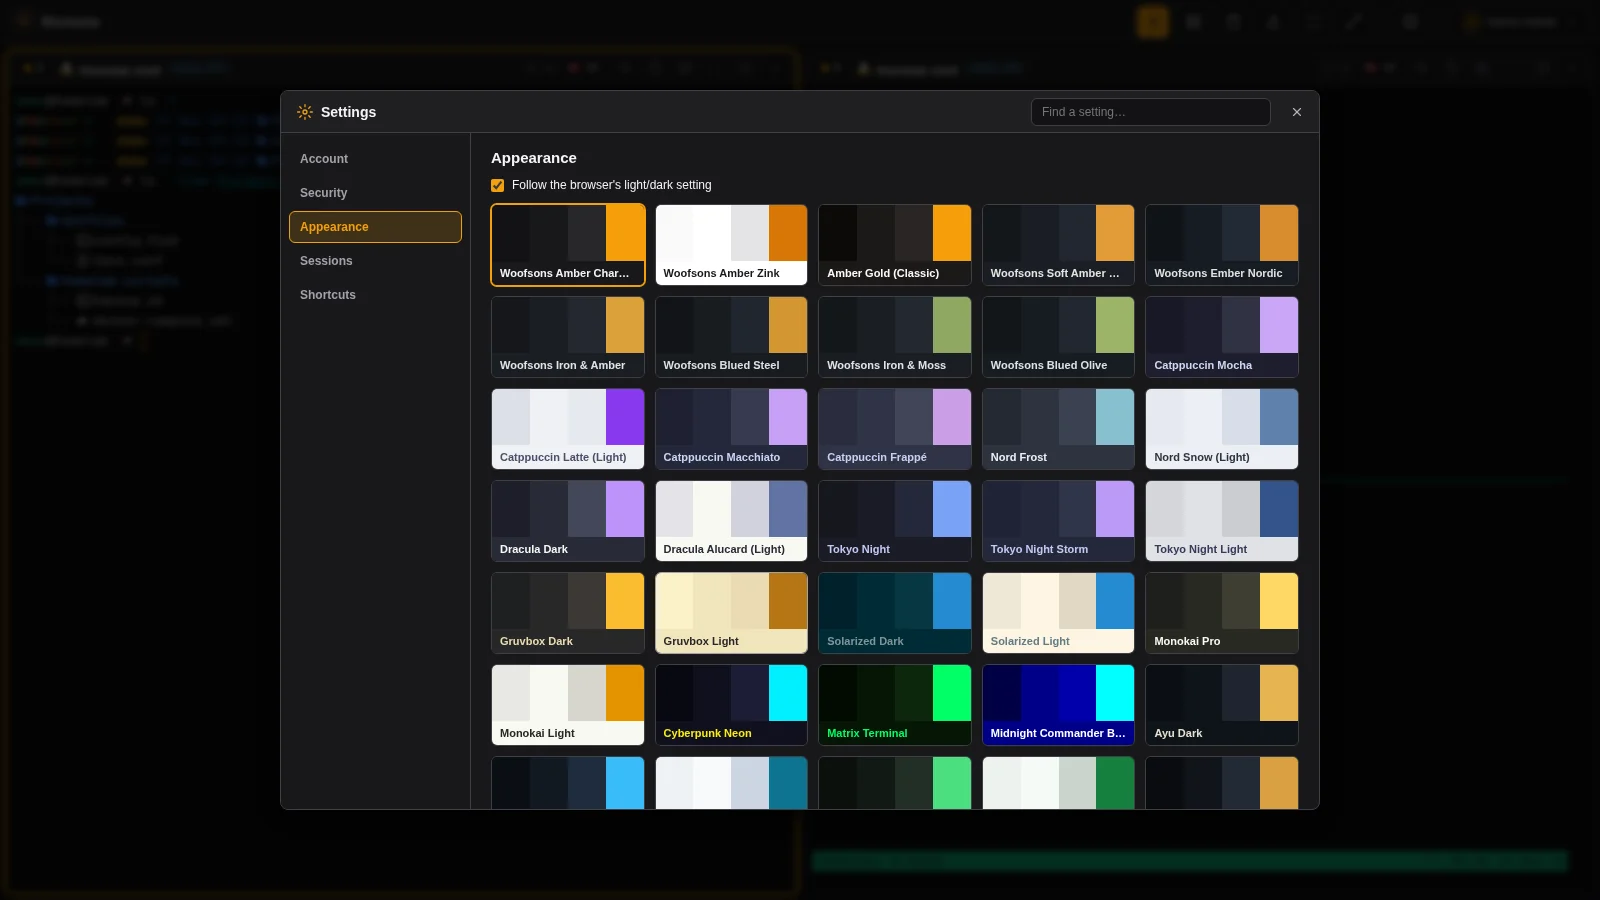 Settings
Find a setting…
Account
Security
Appearance
Sessions
Shortcuts
Appearance
Follow the browser's light/dark setting
Woofsons Amber Char…
Woofsons Amber Zink
Amber Gold (Classic)
Woofsons Soft Amber …
Woofsons Ember Nordic
Woofsons Iron & Amber
Woofsons Blued Steel
Woofsons Iron & Moss
Woofsons Blued Olive
Catppuccin Mocha
Catppuccin Latte (Light)
Catppuccin Macchiato
Catppuccin Frappé
Nord Frost
Nord Snow (Light)
Dracula Dark
Dracula Alucard (Light)
Tokyo Night
Tokyo Night Storm
Tokyo Night Light
Gruvbox Dark
Gruvbox Light
Solarized Dark
Solarized Light
Monokai Pro
Monokai Light
Cyberpunk Neon
Matrix Terminal
Midnight Commander B…
Ayu Dark